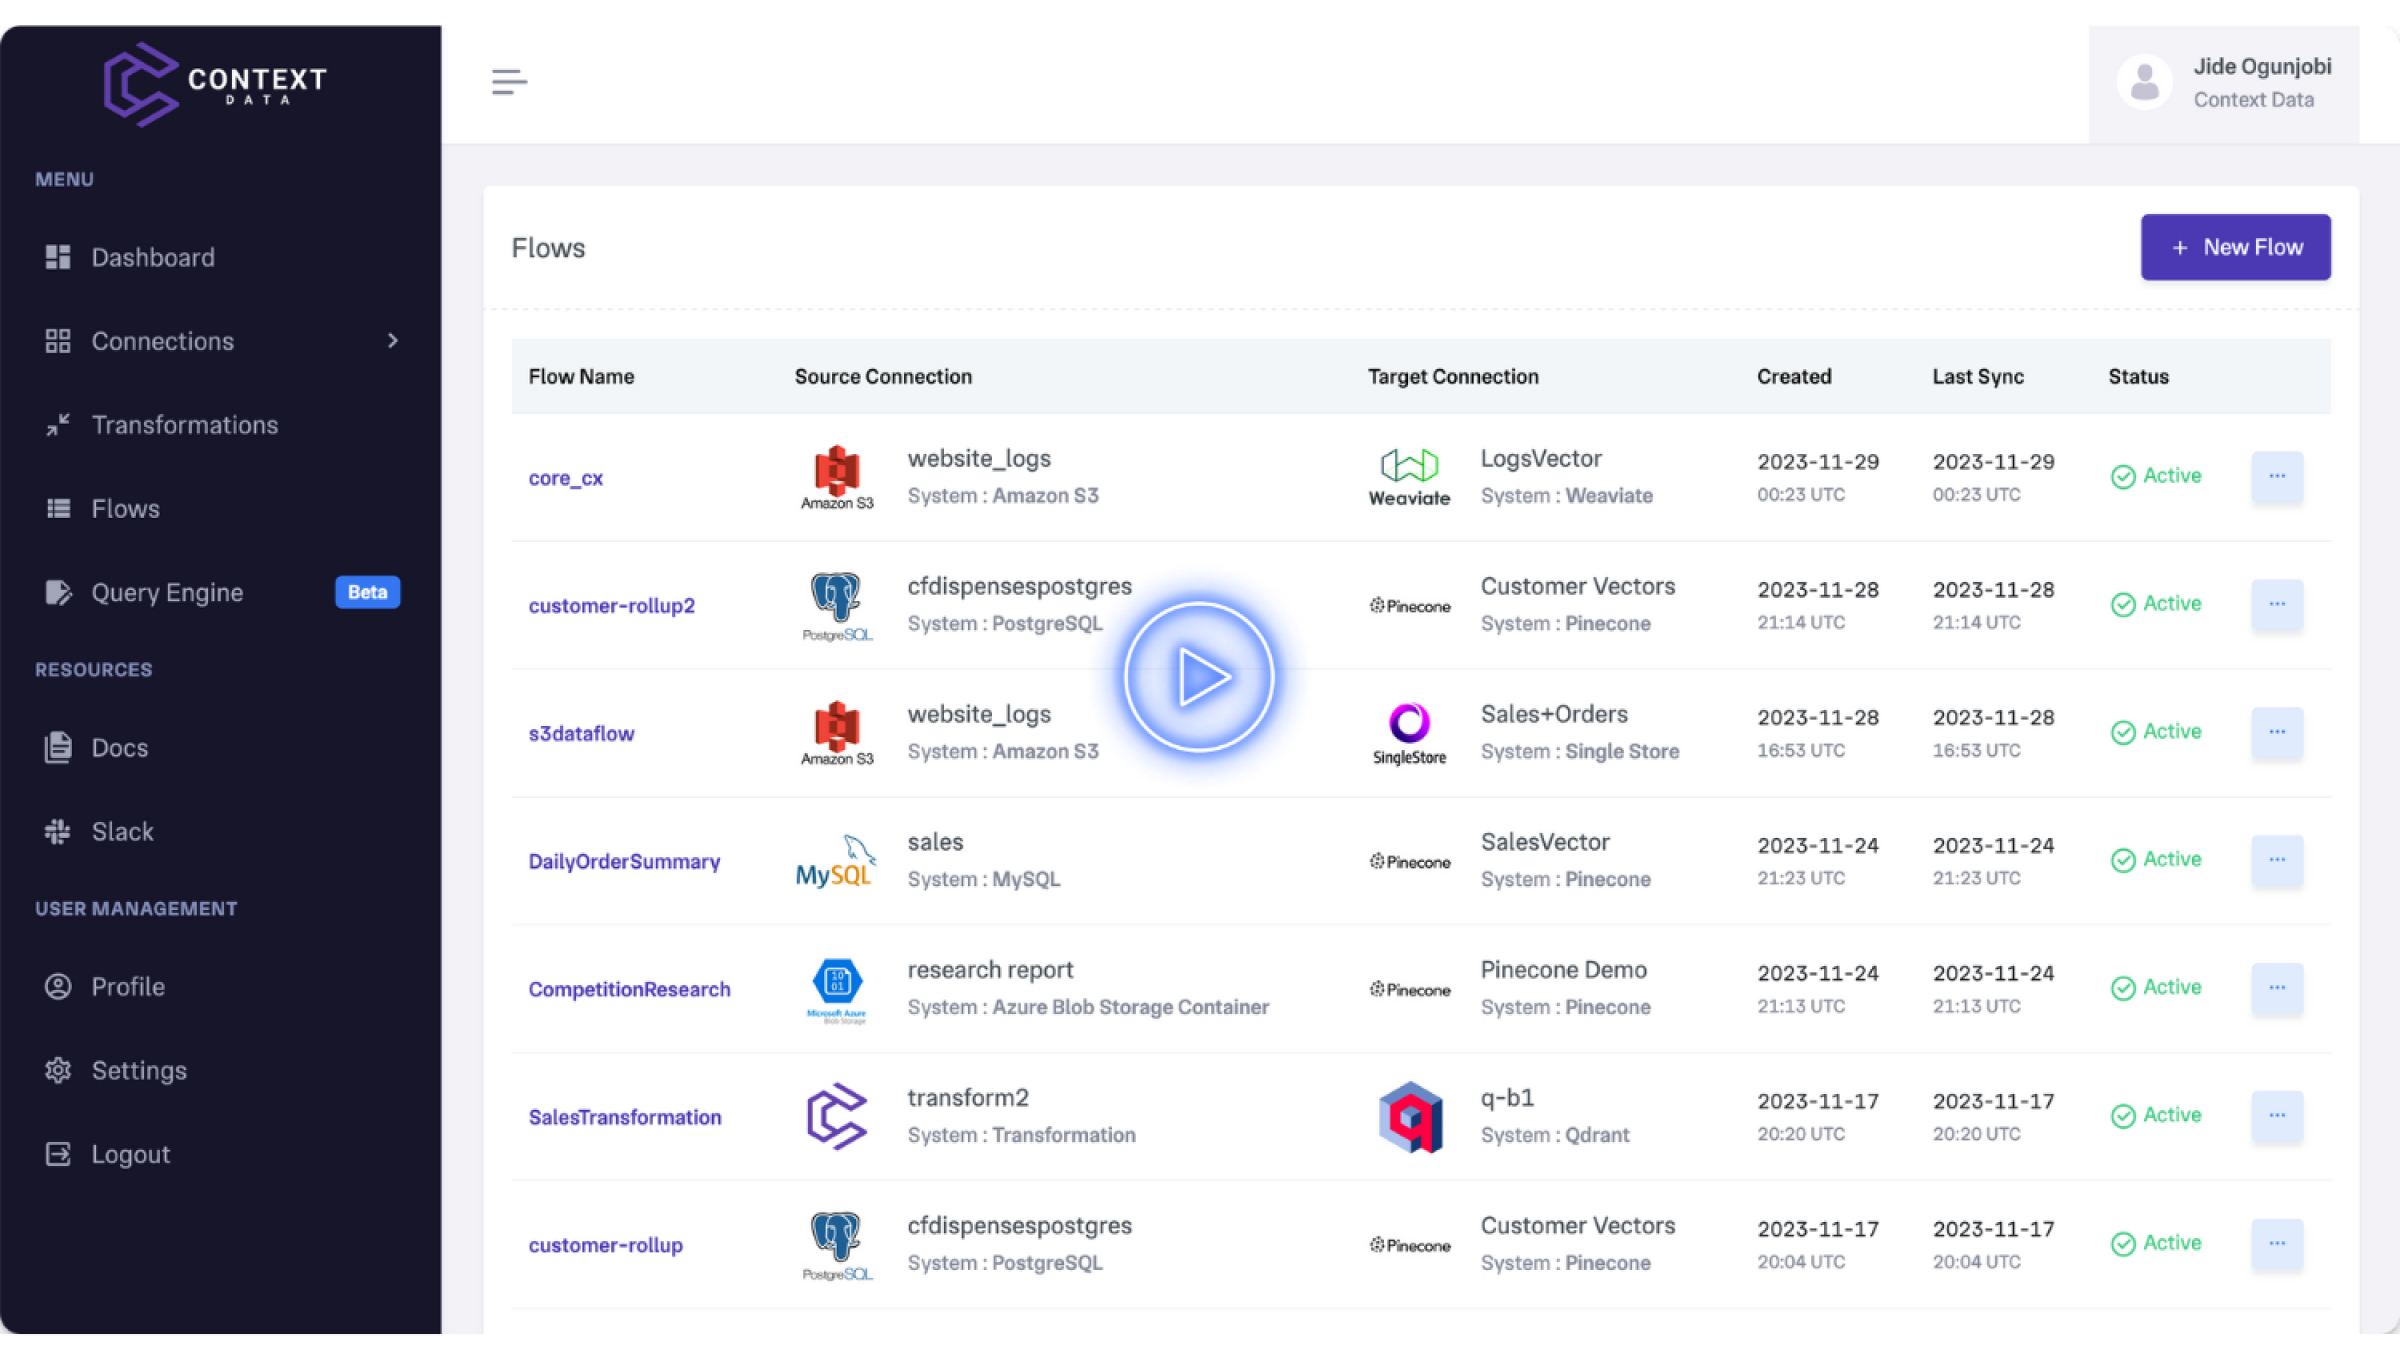 CONTEXT
DATA
MENU
Dashboard
Connections
Transformations
Flows
Query Engine
Beta
RESOURCES
Docs
Slack
USER MANAGEMENT
Profile
Settings
Logout
Jide Ogunjobi
Context Data
Flows
+ New Flow
Flow Name Source Connection Target Connection Created Last Sync Status
core_cx
Amazon S3
website_logs
System : Amazon S3
Weaviate
LogsVector
System : Weaviate
2023-11-29
00:23 UTC
2023-11-29
00:23 UTC
Active
customer-rollup2
PostgreSQL
cfdispensespostgres
System : PostgreSQL
Pinecone
Customer Vectors
System : Pinecone
2023-11-28
21:14 UTC
2023-11-28
21:14 UTC
Active
s3dataflow
Amazon S3
website_logs
System : Amazon S3
SingleStore
Sales+Orders
System : Single Store
2023-11-28
16:53 UTC
2023-11-28
16:53 UTC
Active
DailyOrderSummary
MySQL
sales
System : MySQL
Pinecone
SalesVector
System : Pinecone
2023-11-24
21:23 UTC
2023-11-24
21:23 UTC
Active
CompetitionResearch
10
01
Microsoft Azure
Blob Storage
research report
System : Azure Blob Storage Container
Pinecone
Pinecone Demo
System : Pinecone
2023-11-24
21:13 UTC
2023-11-24
21:13 UTC
Active
SalesTransformation
transform2
System : Transformation
q-b1
System : Qdrant
2023-11-17
20:20 UTC
2023-11-17
20:20 UTC
Active
customer-rollup
PostgreSQL
cfdispensespostgres
System : PostgreSQL
Pinecone
Customer Vectors
System : Pinecone
2023-11-17
20:04 UTC
2023-11-17
20:04 UTC
Active